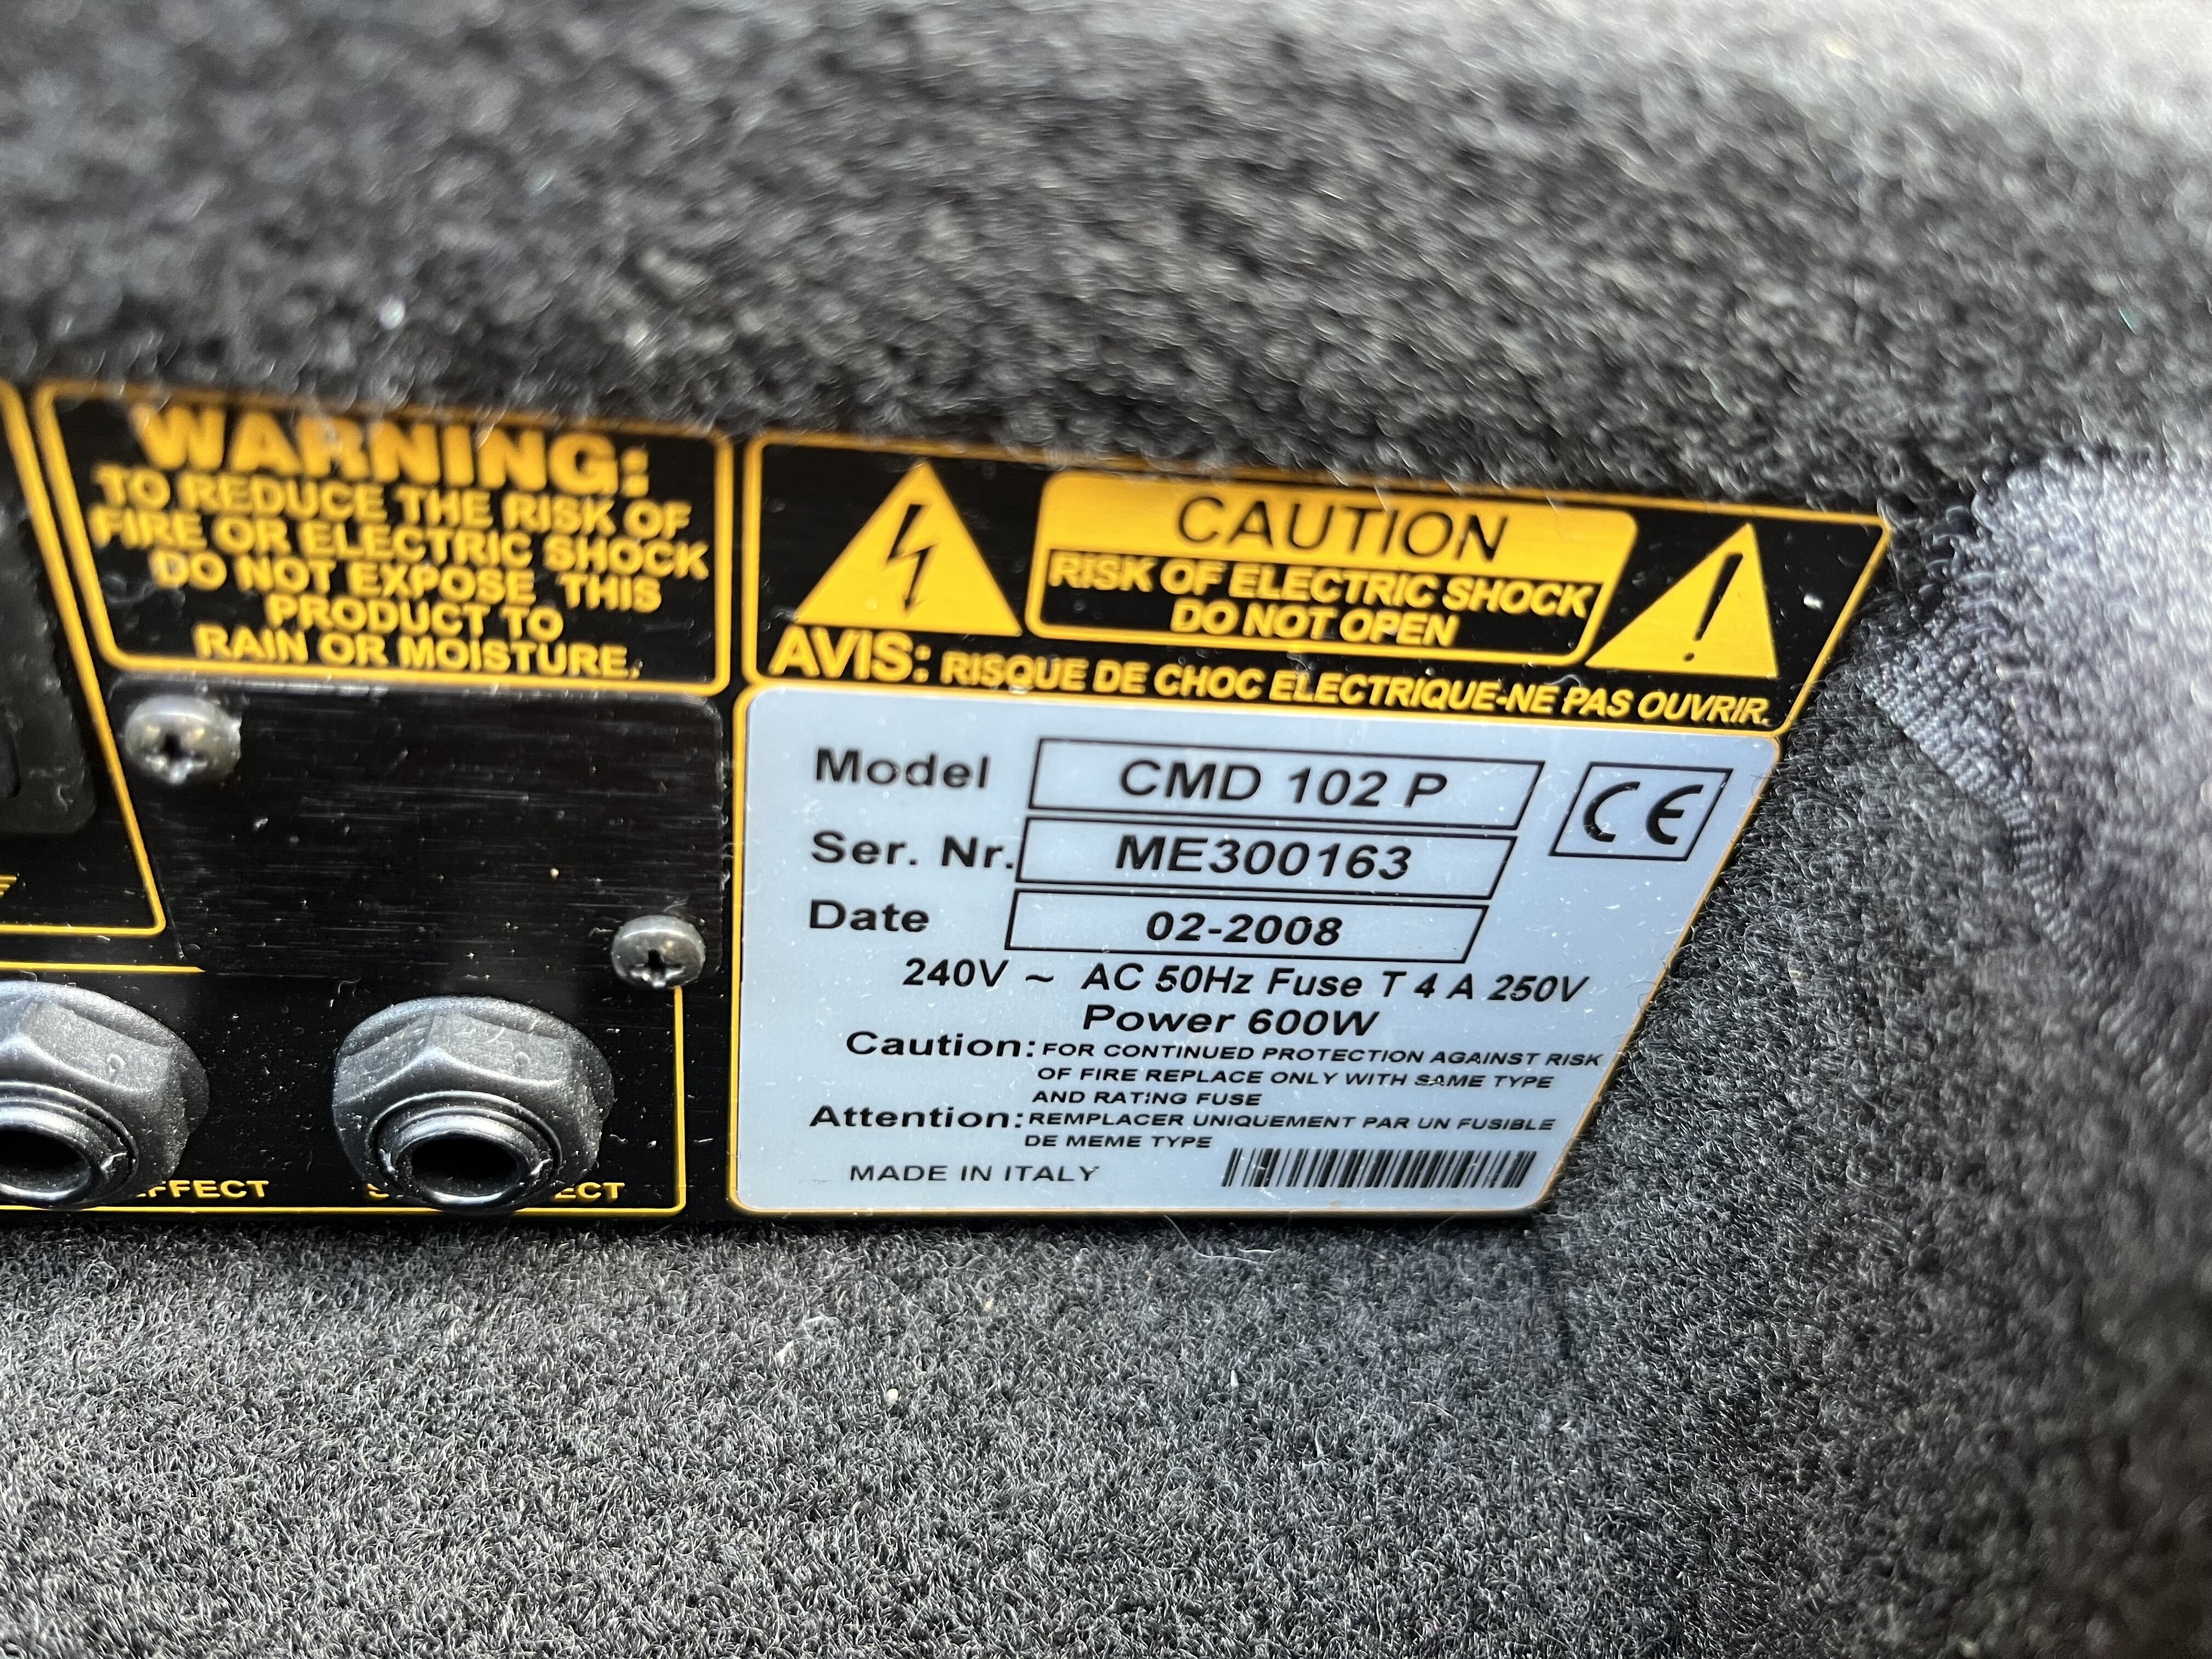 WARNING:
TO REDUCE THE RISK OF
FIRE OR ELECTRIC SHOCK
DO NOT EXPOSE THIS
PRODUCT TO
RAIN OR MOISTURE.
CAUTION
RISK OF ELECTRIC SHOCK
DO NOT OPEN
AVIS: RISQUE DE CHOC ELECTRIQUE-NE PAS OUVRIR.
Model CMD 102 P CE
Ser. Nr. ME300163
Date 02-2008
240V ~ AC 50Hz Fuse T 4 A 250V
Power 600W
Caution: FOR CONTINUED PROTECTION AGAINST RISK
OF FIRE REPLACE ONLY WITH SAME TYPE
AND RATING FUSE
Attention: REMPLACER UNIQUEMENT PAR UN FUSIBLE
DE MEME TYPE
MADE IN ITALY